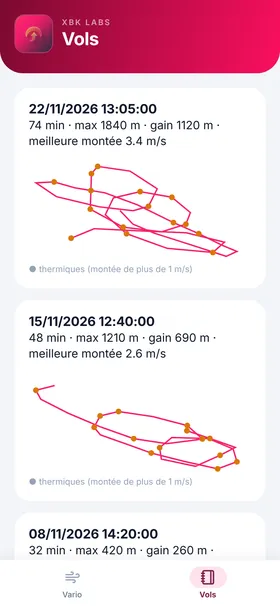 XBK LABS
Vols
22/11/2026 13:05:00
74 min · max 1840 m · gain 1120 m ·
meilleure montée 3.4 m/s
thermiques (montée de plus de 1 m/s)
15/11/2026 12:40:00
48 min · max 1210 m · gain 690 m ·
meilleure montée 2.6 m/s
thermiques (montée de plus de 1 m/s)
08/11/2026 14:20:00
32 min · max 420 m · gain 260 m ·
Vario
Vols